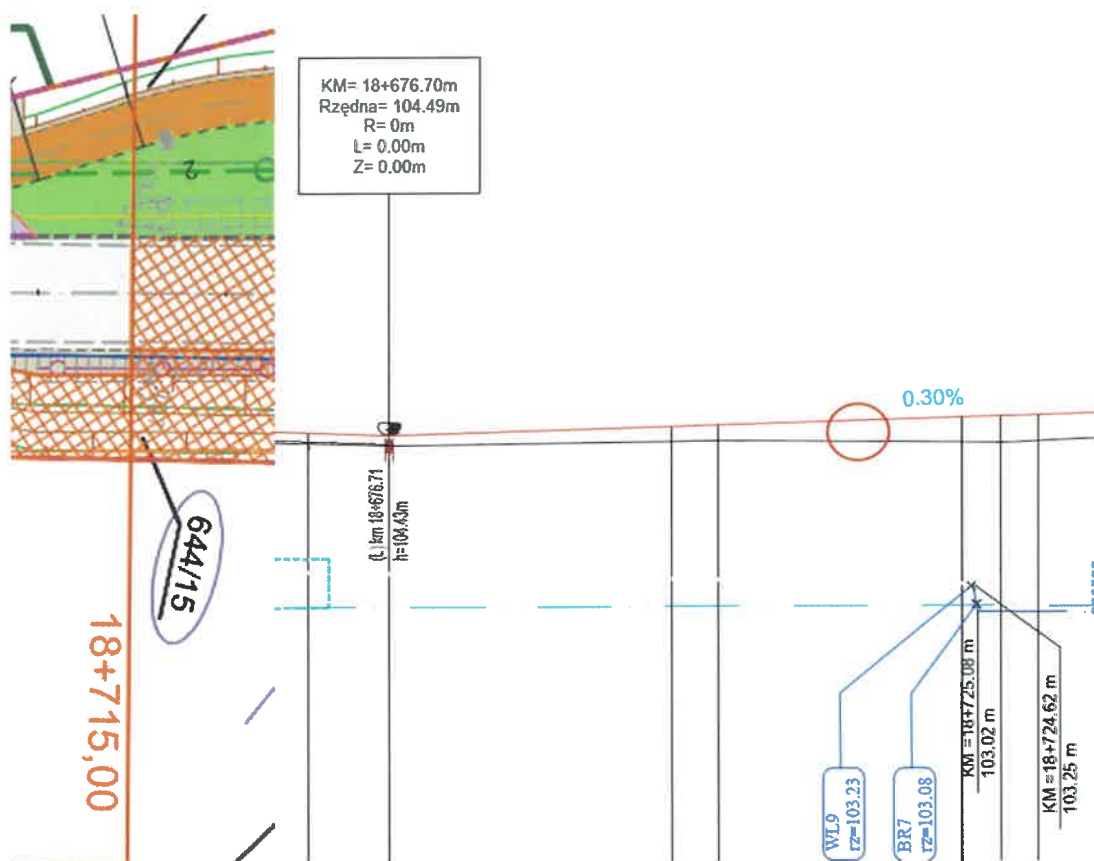 KM= 18+676.70m
Rzędna= 104.49m
R= 0m
L= 0.00m
Z= 0.00m
2
0.30%
(L) km 18+676.71
h=104.43m
644/15
18+715,00
WL9
rz=103.23
BR7
rz=103.08
KM =18+725.08 m
103.02 m
KM =18+724.62 m
103.25 m